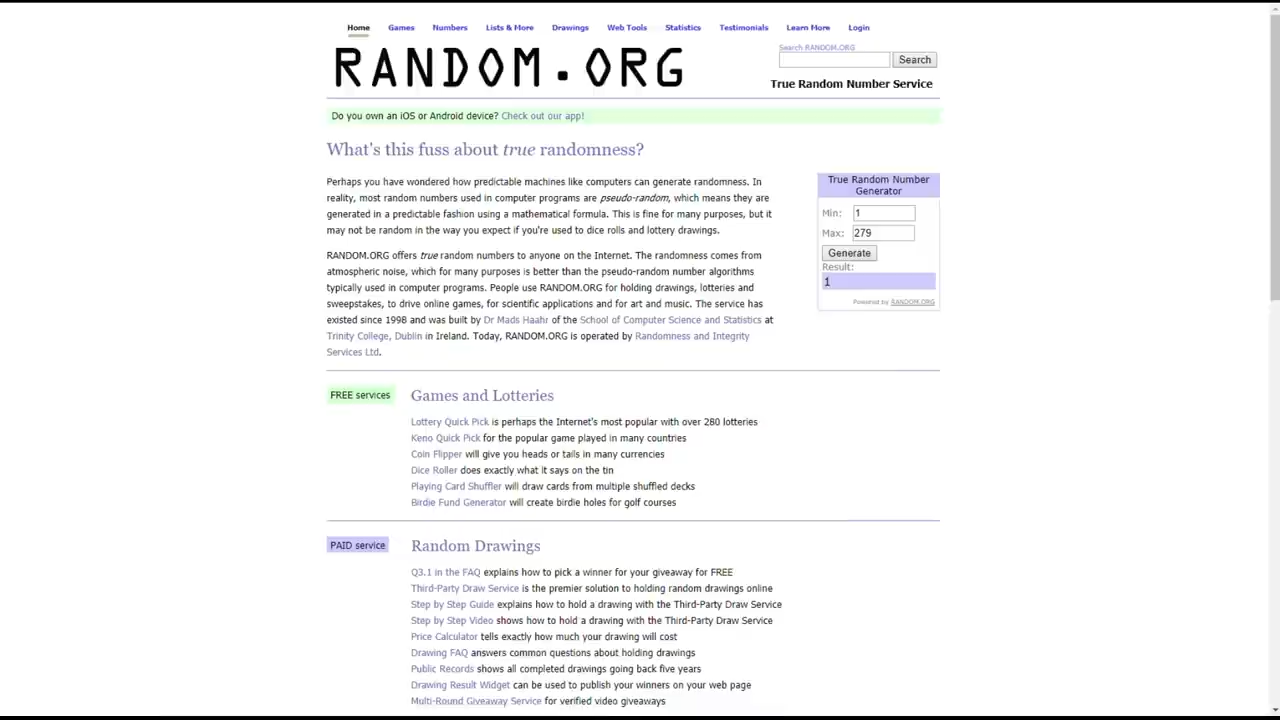 Home Games Numbers Lists & More Drawings Web Tools Statistics Testimonials Learn More Login
RANDOM.ORG
Search RANDOM.ORG
Search
True Random Number Service
Do you own an iOS or Android device? Check out our app!
What's this fuss about true randomness?
Perhaps you have wondered how predictable machines like computers can generate randomness. In
reality, most random numbers used in computer programs are pseudo-random, which means they are
generated in a predictable fashion using a mathematical formula. This is fine for many purposes, but it
may not be random in the way you expect if you're used to dice rolls and lottery drawings.
RANDOM.ORG offers true random numbers to anyone on the Internet. The randomness comes from
atmospheric noise, which for many purposes is better than the pseudo-random number algorithms
typically used in computer programs. People use RANDOM.ORG for holding drawings, lotteries and
sweepstakes, to drive online games, for scientific applications and for art and music. The service has
existed since 1998 and was built by Dr Mads Haahr of the School of Computer Science and Statistics at
Trinity College, Dublin in Ireland. Today, RANDOM.ORG is operated by Randomness and Integrity
Services Ltd.
True Random Number
Generator
Min: 1
Max: 279
Generate
Result:
1
Powered by RANDOM.ORG
FREE services
Games and Lotteries
Lottery Quick Pick is perhaps the Internet's most popular with over 280 lotteries
Keno Quick Pick for the popular game played in many countries
Coin Flipper will give you heads or tails in many currencies
Dice Roller does exactly what it says on the tin
Playing Card Shuffler will draw cards from multiple shuffled decks
Birdie Fund Generator will create birdie holes for golf courses
PAID service
Random Drawings
Q3.1 in the FAQ explains how to pick a winner for your giveaway for FREE
Third-Party Draw Service is the premier solution to holding random drawings online
Step by Step Guide explains how to hold a drawing with the Third-Party Draw Service
Step by Step Video shows how to hold a drawing with the Third-Party Draw Service
Price Calculator tells exactly how much your drawing will cost
Drawing FAQ answers common questions about holding drawings
Public Records shows all completed drawings going back five years
Drawing Result Widget can be used to publish your winners on your web page
Multi-Round Giveaway Service for verified video giveaways